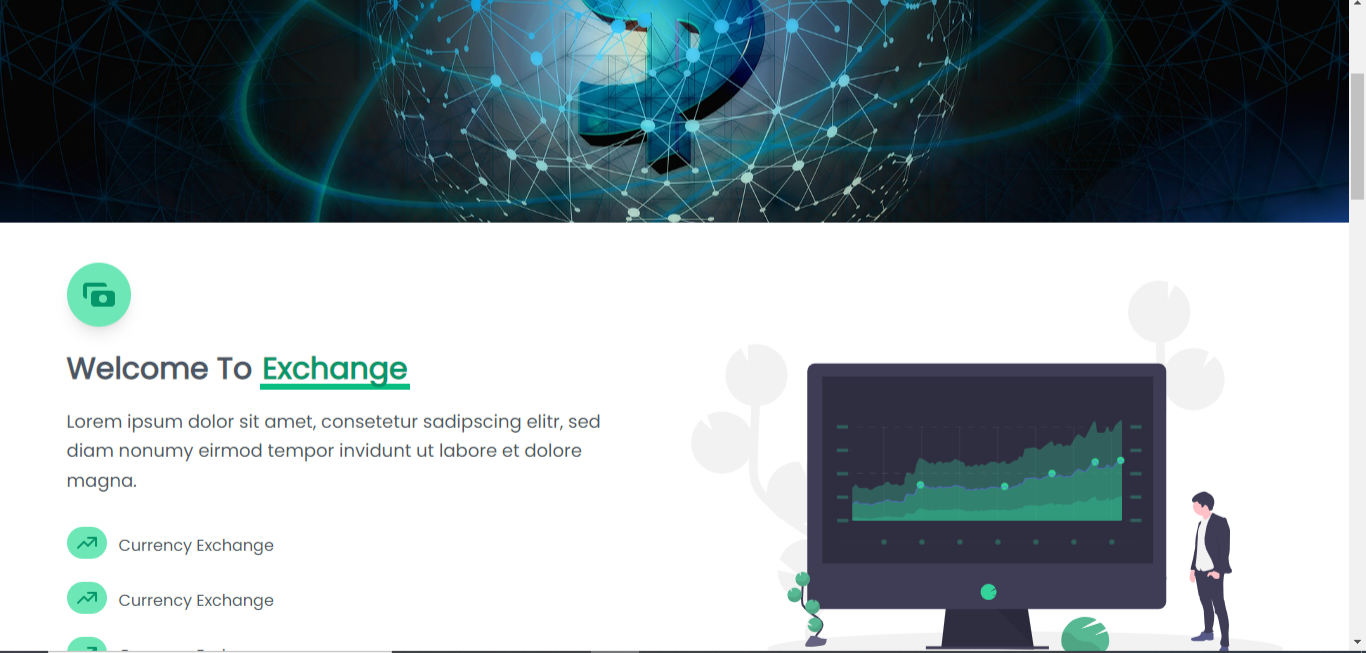 Welcome To Exchange
Lorem ipsum dolor sit amet, consetetur sadipscing elitr, sed
diam nonumy eirmod tempor invidunt ut labore et dolore
magna.
Currency Exchange
Currency Exchange